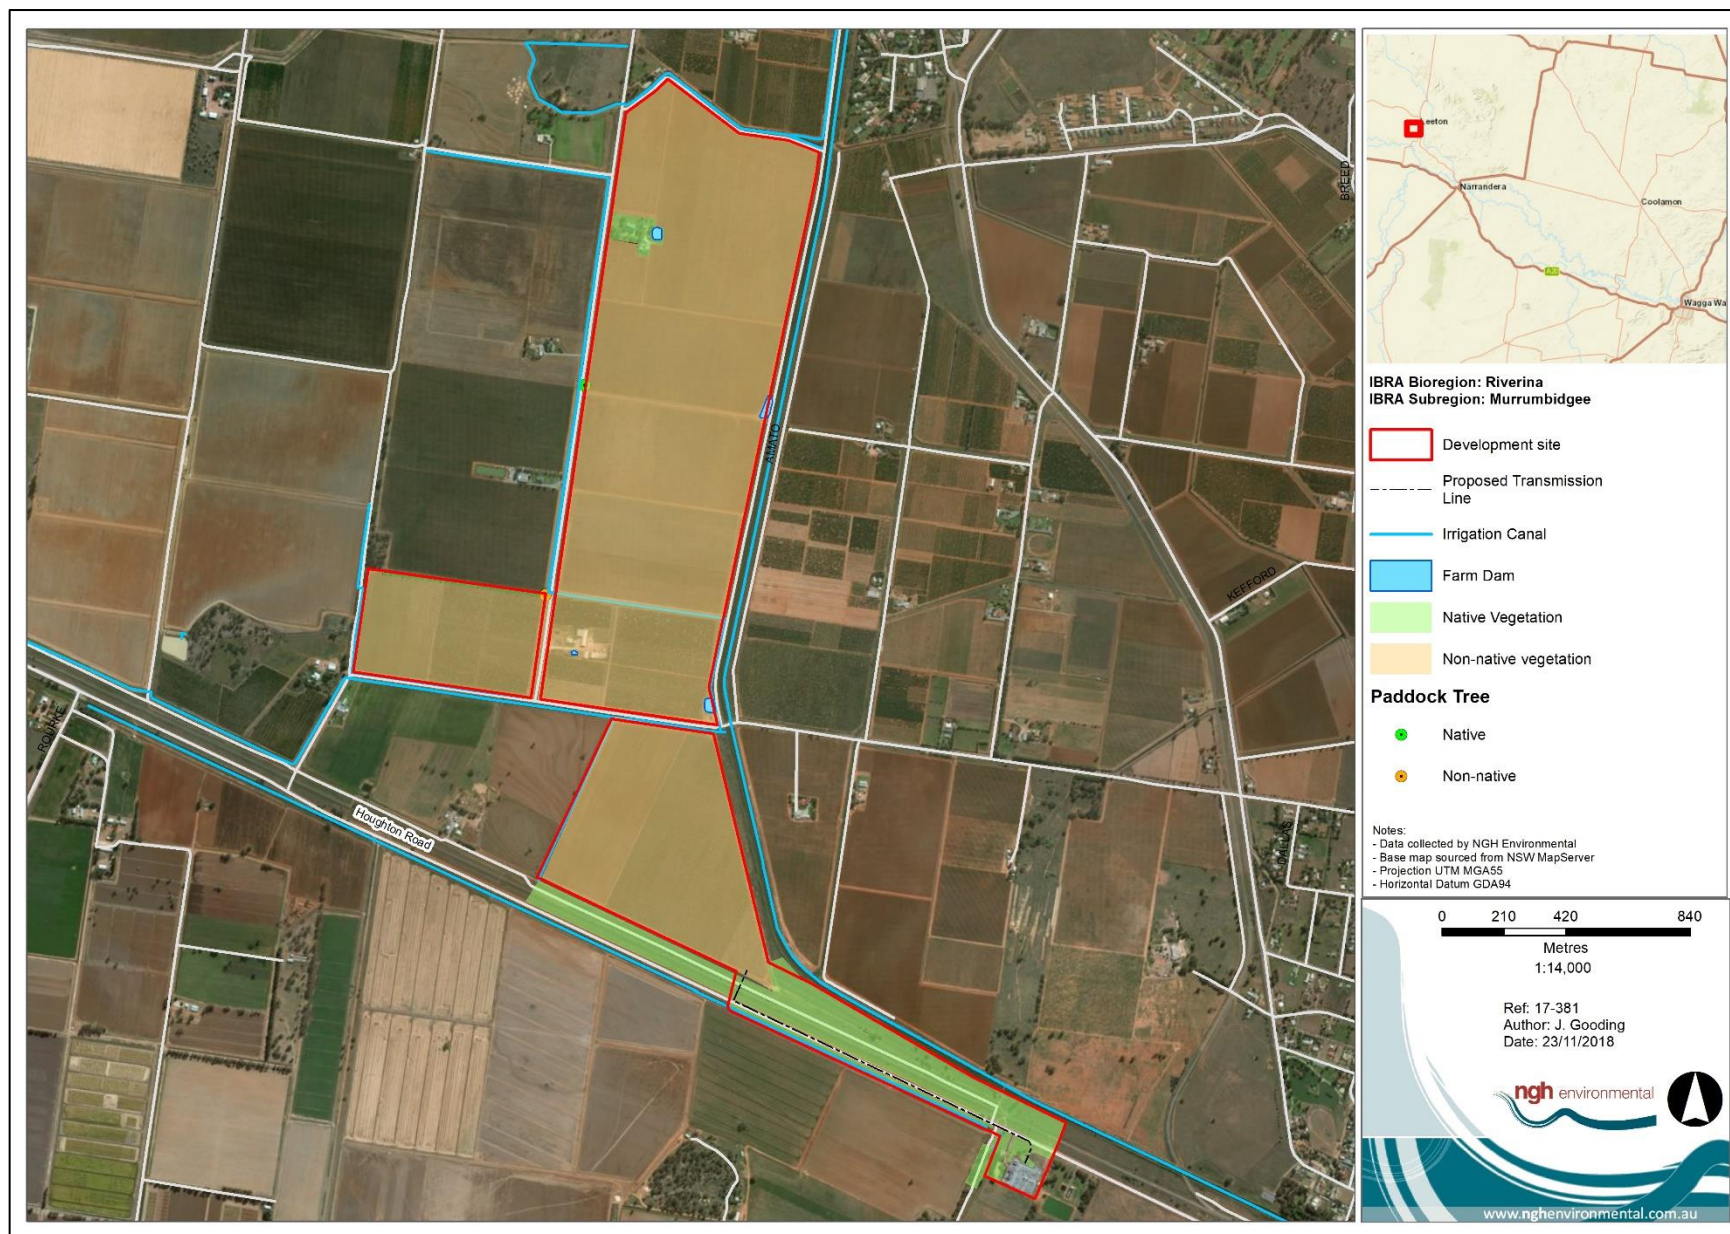 BREED
AMATO
KEFFORD
ROURKE
Houghton Road
DALLAS
Leeton
Narrandera
Coolamon
A20
Wagga Wa
IBRA Bioregion: Riverina
IBRA Subregion: Murrumbidgee
Development site
Proposed Transmission
Line
Irrigation Canal
Farm Dam
Native Vegetation
Non-native vegetation
Paddock Tree
Native
Non-native
Notes:
- Data collected by NGH Environmental
- Base map sourced from NSW MapServer
- Projection UTM MGA55
- Horizontal Datum GDA94
0 210 420 840
Metres
1:14,000
Ref: 17-381
Author: J. Gooding
Date: 23/11/2018
ngh environmental
www.nghenvironmental.com.au